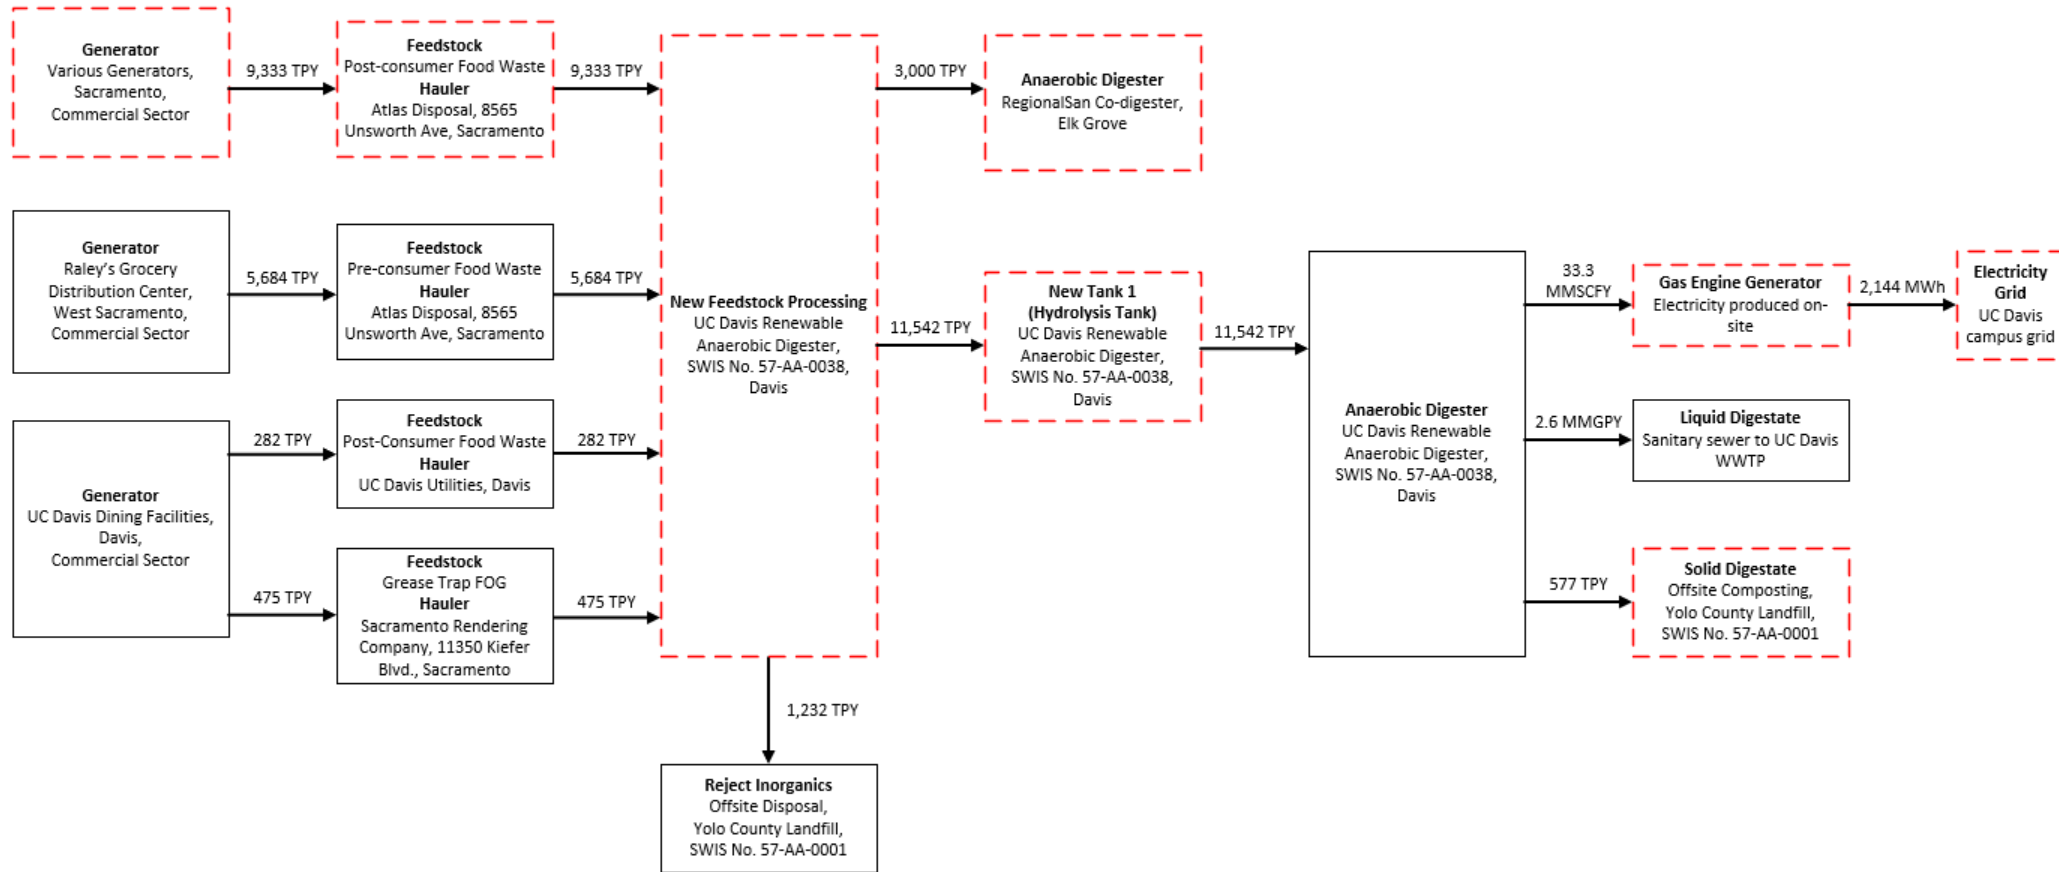 Generator
Various Generators,
Sacramento,
Commercial Sector
9,333 TPY
Feedstock
Post-consumer Food Waste
Hauler
Atlas Disposal, 8565
Unsworth Ave, Sacramento
9,333 TPY
Generator
Raley's Grocery
Distribution Center,
West Sacramento,
Commercial Sector
5,684 TPY
Feedstock
Pre-consumer Food Waste
Hauler
Atlas Disposal, 8565
Unsworth Ave, Sacramento
5,684 TPY
Generator
UC Davis Dining Facilities,
Davis,
Commercial Sector
282 TPY
Feedstock
Post-Consumer Food Waste
Hauler
UC Davis Utilities, Davis
282 TPY
475 TPY
Feedstock
Grease Trap FOG
Hauler
Sacramento Rendering
Company, 11350 Kiefer
Blvd., Sacramento
475 TPY
New Feedstock Processing
UC Davis Renewable
Anaerobic Digester,
SWIS No. 57-AA-0038,
Davis
1,232 TPY
Reject Inorganics
Offsite Disposal,
Yolo County Landfill,
SWIS No. 57-AA-0001
3,000 TPY
Anaerobic Digester
RegionalSan Co-digester,
Elk Grove
11,542 TPY
New Tank 1
(Hydrolysis Tank)
UC Davis Renewable
Anaerobic Digester,
SWIS No. 57-AA-0038,
Davis
11,542 TPY
Anaerobic Digester
UC Davis Renewable
Anaerobic Digester,
SWIS No. 57-AA-0038,
Davis
33.3
MMSCFY
Gas Engine Generator
Electricity produced on-
site
2,144 MWh
Electricity
Grid
UC Davis
campus grid
2.6 MMGPY
Liquid Digestate
Sanitary sewer to UC Davis
WWTP
577 TPY
Solid Digestate
Offsite Composting,
Yolo County Landfill,
SWIS No. 57-AA-0001